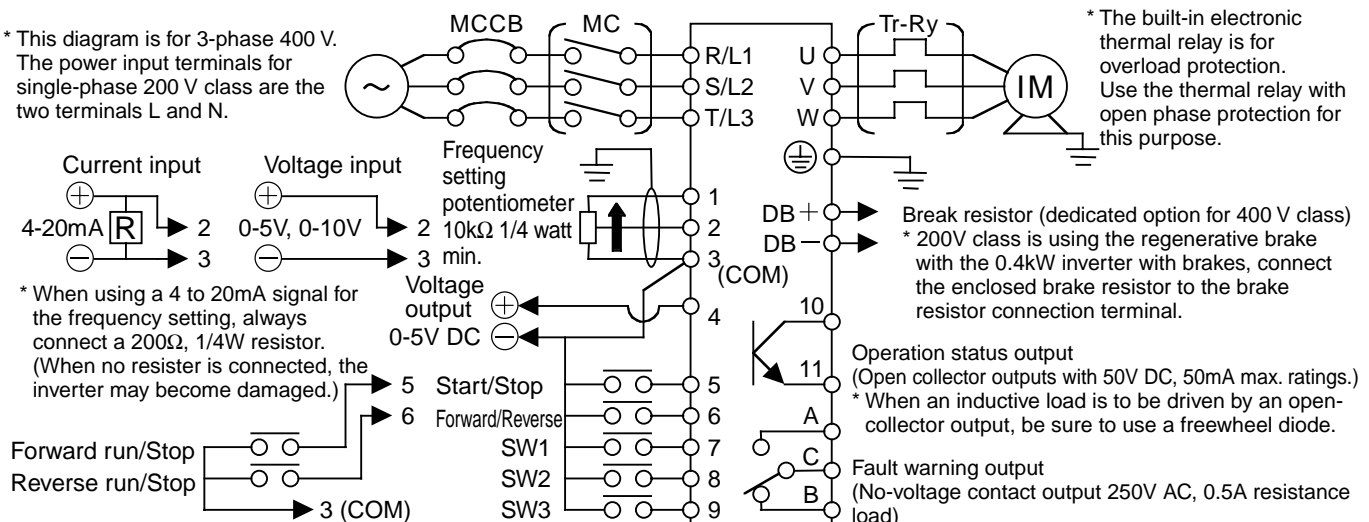 * This diagram is for 3-phase 400 V.
The power input terminals for
single-phase 200 V class are the
two terminals L and N.
MCCB
MC
R/L1
S/L2
T/L3
U
V
W
Tr-Ry
IM
* The built-in electronic
thermal relay is for
overload protection.
Use the thermal relay with
open phase protection for
this purpose.
Current input
+
4-20mA
R
2
−
3
Voltage input
+
0-5V, 0-10V
2
−
3
Frequency
setting
potentiometer
10kΩ 1/4 watt
min.
1
2
3
(COM)
DB+
DB−
Break resistor (dedicated option for 400 V class)
* 200V class is using the regenerative brake
with the 0.4kW inverter with brakes, connect
the enclosed brake resistor to the brake
resistor connection terminal.
* When using a 4 to 20mA signal for
the frequency setting, always
connect a 200Ω, 1/4W resistor.
(When no resister is connected, the
inverter may become damaged.)
Voltage
output
+
0-5V DC
−
4
10
11
Operation status output
(Open collector outputs with 50V DC, 50mA max. ratings.)
* When an inductive load is to be driven by an open-
collector output, be sure to use a freewheel diode.
5
6
Start/Stop
5
Forward/Reverse
6
SW1
7
SW2
8
SW3
9
Forward run/Stop
Reverse run/Stop
3 (COM)
A
C
B
Fault warning output
(No-voltage contact output 250V AC, 0.5A resistance
load)